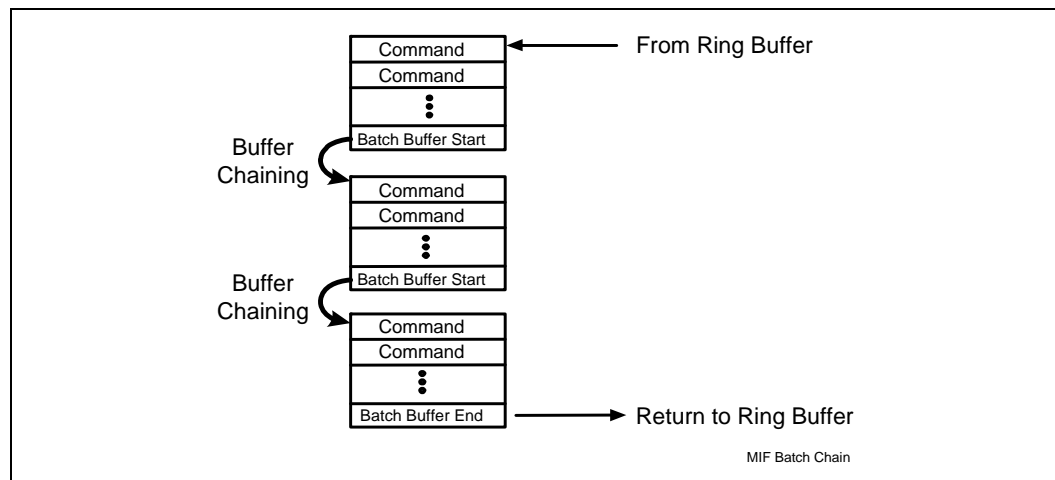 Command
From Ring Buffer
Command
Batch Buffer Start
Buffer
Chaining
Command
Command
Batch Buffer Start
Buffer
Chaining
Command
Command
Batch Buffer End
Return to Ring Buffer
MIF Batch Chain